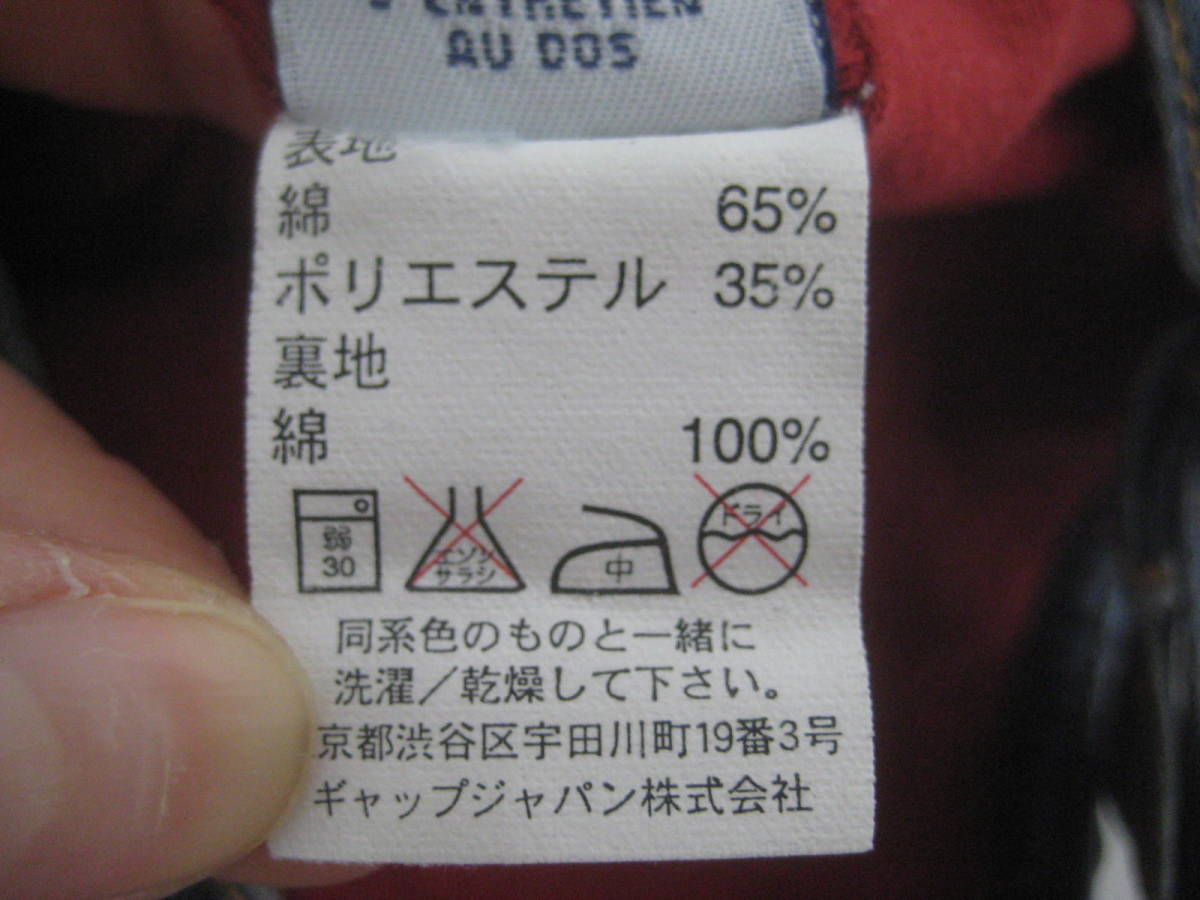 ENTRETIEN
AU DOS
表地
綿 65%
ポリエステル 35%
裏地
綿 100%
弱
30
エンソ
サラシ
中
ドライ
同系色のものと一緒に
洗濯/乾燥して下さい。
京都渋谷区宇田川町19番3号
ギャップジャパン株式会社